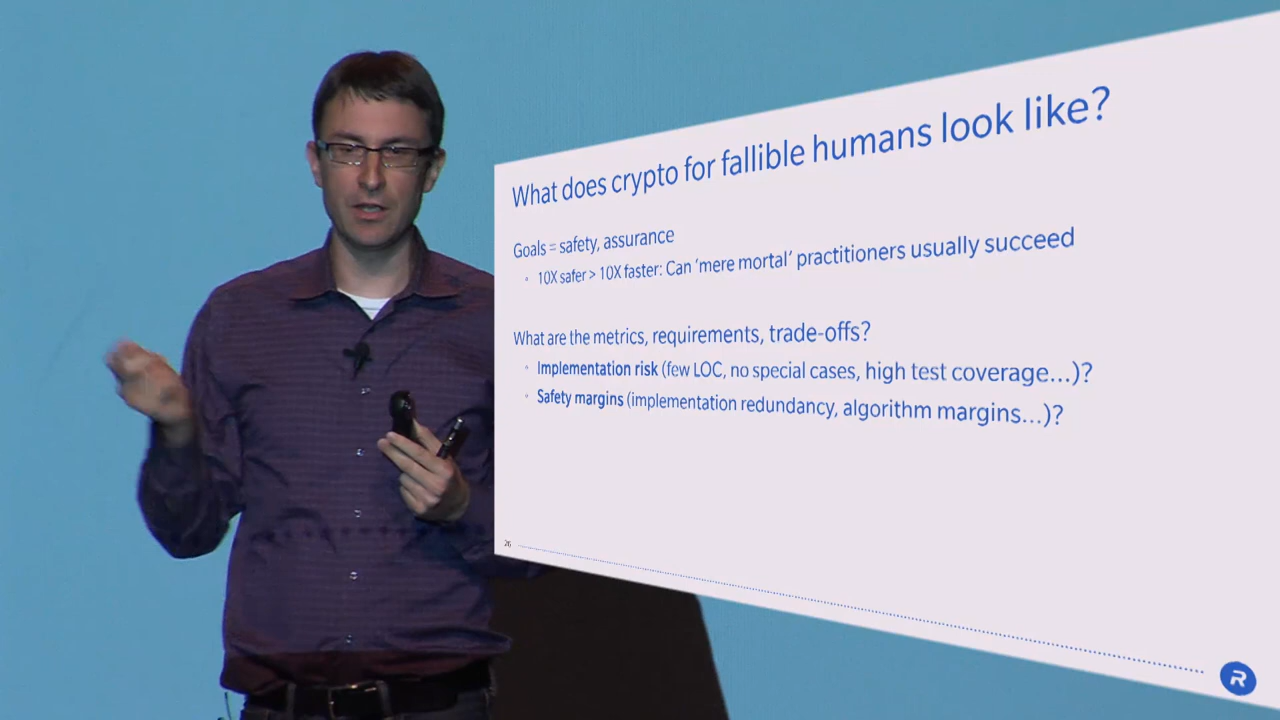 What does crypto for fallible humans look like?
Goals = safety, assurance
• 10X safer > 10X faster: Can 'mere mortal' practitioners usually succeed
What are the metrics, requirements, trade-offs?
• Implementation risk (few LOC, no special cases, high test coverage...)?
• Safety margins (implementation redundancy, algorithm margins...)?
26
R